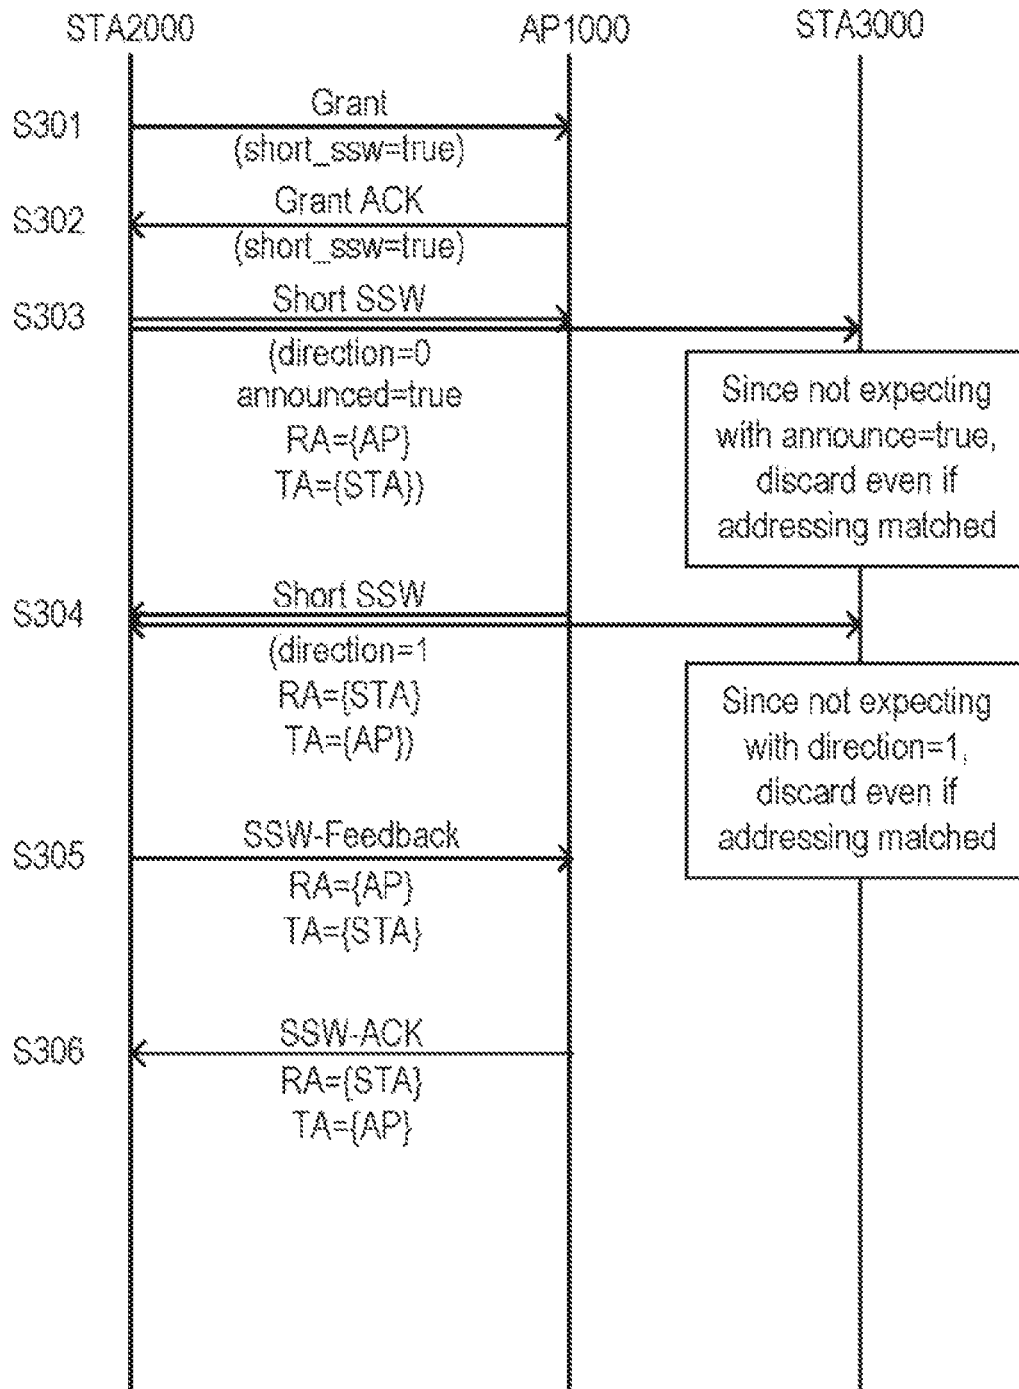 STA2000 AP1000 STA3000
S301 Grant
(short_ssw=true)
S302 Grant ACK
(short_ssw=true)
S303 Short SSW
(direction=0
announced=true
RA={AP}
TA={STA})
Since not expecting
with announce=true,
discard even if
addressing matched
S304 Short SSW
(direction=1
RA={STA}
TA={AP})
Since not expecting
with direction=1,
discard even if
addressing matched
S305 SSW-Feedback
RA={AP}
TA={STA}
S306 SSW-ACK
RA={STA}
TA={AP}